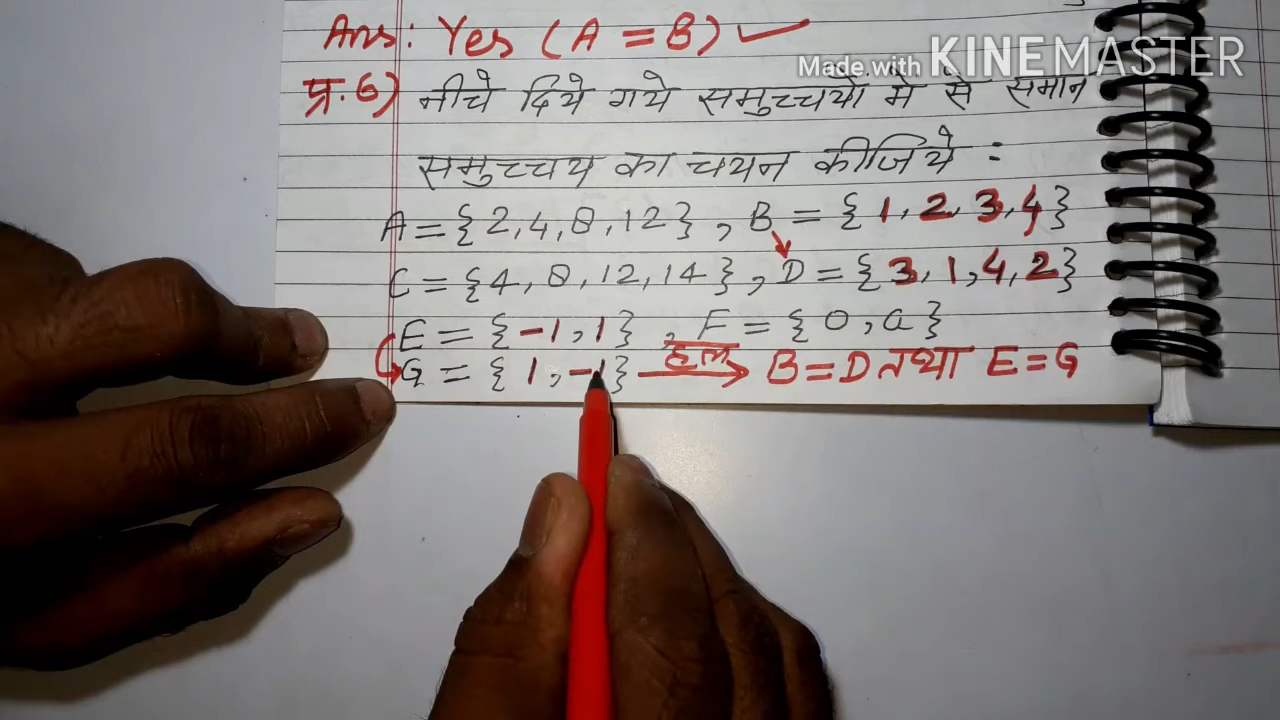 Ans: Yes (A = B) ✓
Made with KINEMASTER
प्र.6) नीचे दिये गये समुच्चयो मे से समान
समुच्चय का चयन कीजिये :
A = {2, 4, 8, 12} , B = {1, 2, 3, 4}
C = {4, 8, 12, 14} , D = {3, 1, 4, 2}
E = {-1, 1} , F = {0, a}
G = {1, -1} हल → B = D तथा E = G